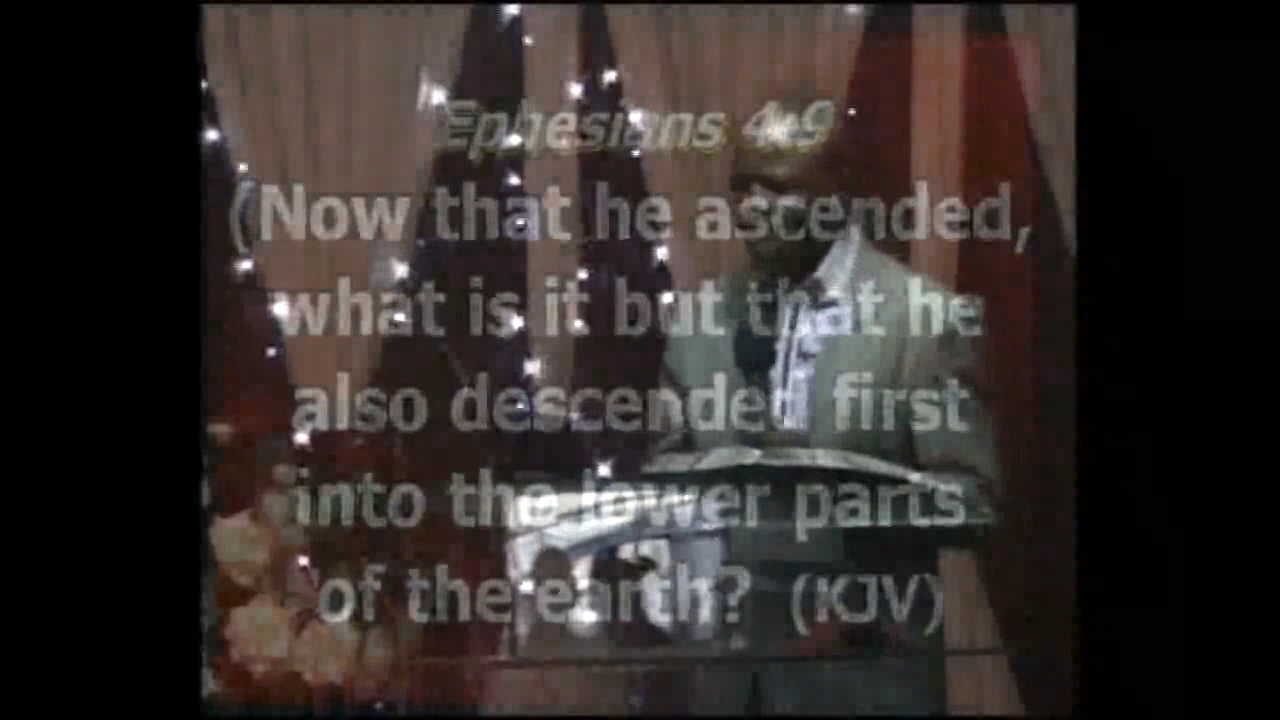 Ephesians 4:9
(Now that he ascended,
what is it but that he
also descended first
into the lower parts
of the earth? (KJV)